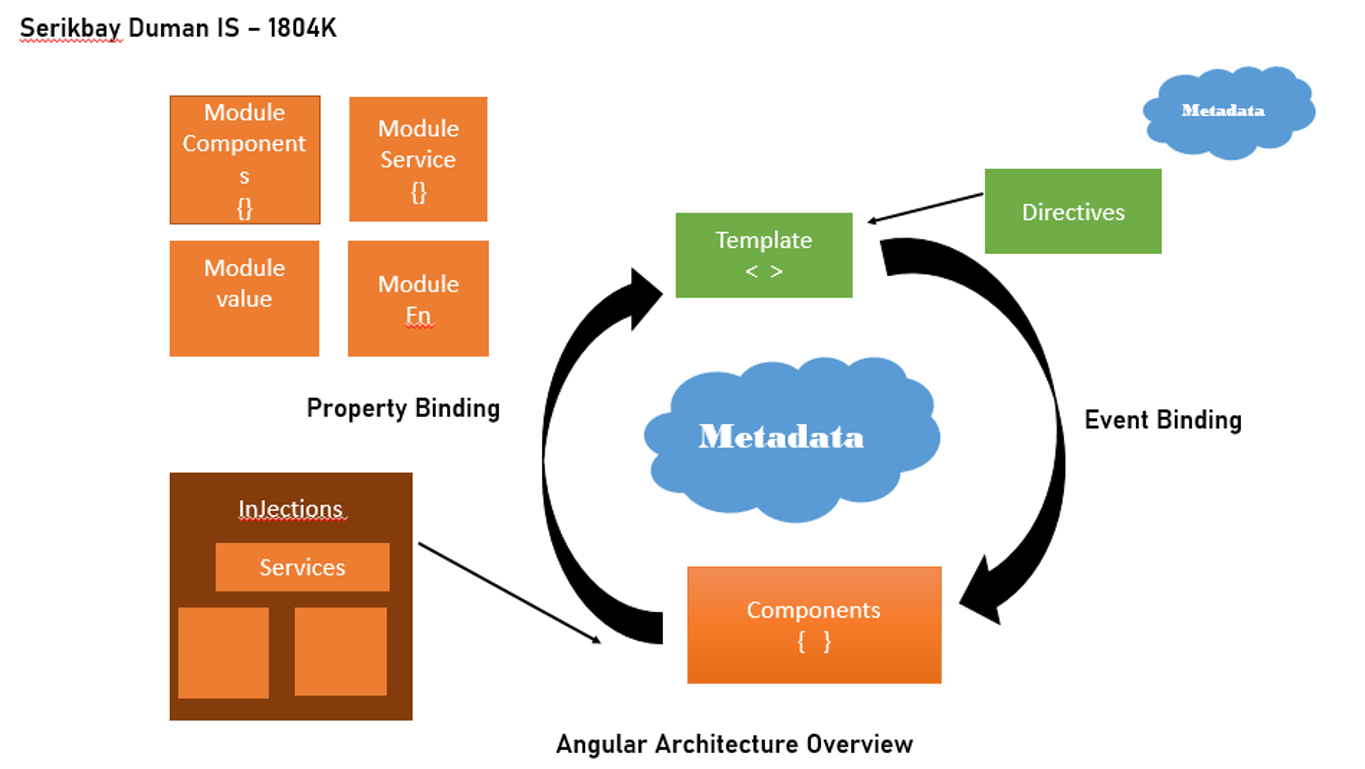 Serikbay Duman IS – 1804K
Module
Component
s
{}
Module
Service
{}
Module
value
Module
Fn
Metadata
Directives
Template
< >
Property Binding
Metadata
Event Binding
InJections
Services
Components
{ }
Angular Architecture Overview